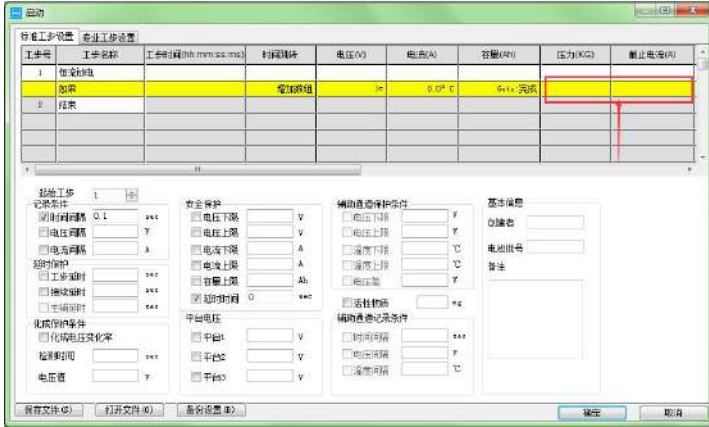 启动
标准工步设置 专业工步设置
工步号 工步名称 工步时间(hh:mm:ss:ms) 时间跳转 电压(V) 电流(A) 容量(Ah) 压力(KG) 截止电流(A)
1 恒流放电
如果 增加数组 >= 0.0° C Goto:完成
2 结束
起始工步 1
记录条件
时间间隔 0.1 sec
电压间隔 V
电流间隔 A
延时保护
工步延时 sec
接续延时 sec
主辅延时 sec
化成保护条件
化成电压变化率
检测时间 sec
电压值 V
安全保护
电压下限 V
电压上限 V
电流下限 A
电流上限 A
容量上限 Ah
延时时间 0 sec
平台电压
平台1 V
平台2 V
平台3 V
辅助通道保护条件
电压下限 V
电压上限 V
温度下限 ℃
温度上限 ℃
电压差 V
活性物质 mg
辅助通道记录条件
时间间隔 sec
电压间隔 V
温度间隔 ℃
基本信息
创建者
电池批号
备注
保存文件(S) 打开文件(O) 备份设置(B) 确定 取消